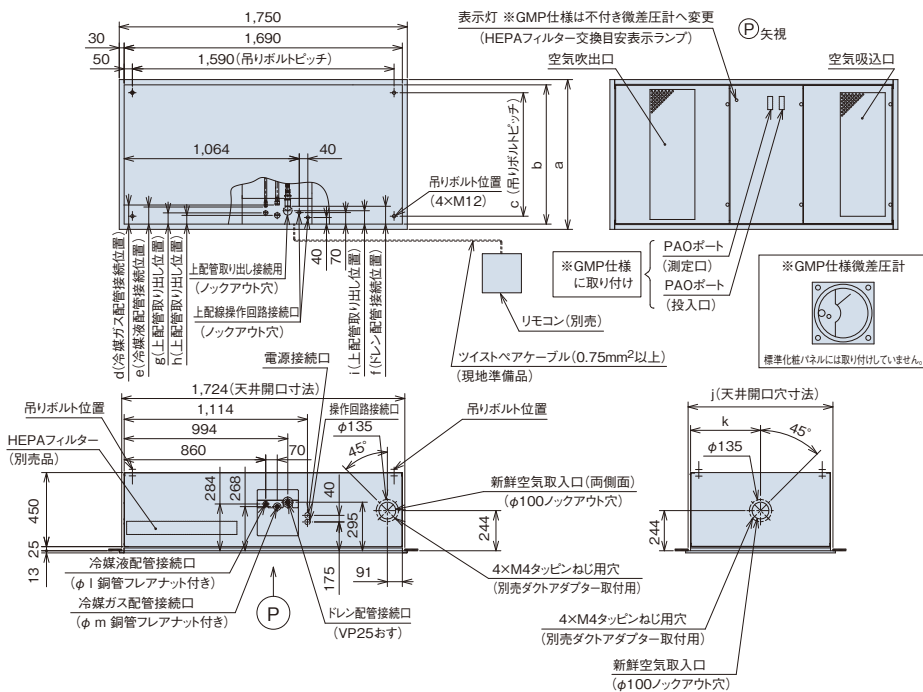 1,750
1,690
1,590(吊りボルトピッチ)
30
50
1,064
40
吊りボルト位置
(4×M12)
c(吊りボルトピッチ)
b
a
d(冷媒ガス配管接続位置)
e(冷媒液配管接続位置)
g(上配管取り出し位置)
h(上配管取り出し位置)
上配管取り出し接続用
(ノックアウト穴)
上配線操作回路接続口
(ノックアウト穴)
40
70
i(上配管取り出し位置)
f(ドレン配管接続位置)
リモコン(別売)
ツイストペアケーブル(0.75mm²以上)
(現地準備品)
表示灯 ※GMP仕様は不付き微差圧計へ変更
(HEPAフィルター交換目安表示ランプ)
P矢視
空気吹出口
空気吸込口
※GMP仕様
に取り付け
PAOポート
(測定口)
PAOポート
(投入口)
※GMP仕様微差圧計
標準化粧パネルには取り付けしていません。
電源接続口
1,724(天井開口寸法)
1,114
994
860
70
操作回路接続口
φ135
45°
吊りボルト位置
吊りボルト位置
HEPAフィルター
(別売品)
284
268
40
295
175
91
244
450
25
13
新鮮空気取入口(両側面)
(φ100ノックアウト穴)
4×M4タッピンねじ用穴
(別売ダクトアダプター取付用)
冷媒液配管接続口
(φ l 銅管フレアナット付き)
冷媒ガス配管接続口
(φ m 銅管フレアナット付き)
P
ドレン配管接続口
(VP25おす)
j(天井開口穴寸法)
k
φ135
45°
244
4×M4タッピンねじ用穴
(別売ダクトアダプター取付用)
新鮮空気取入口
(φ100ノックアウト穴)